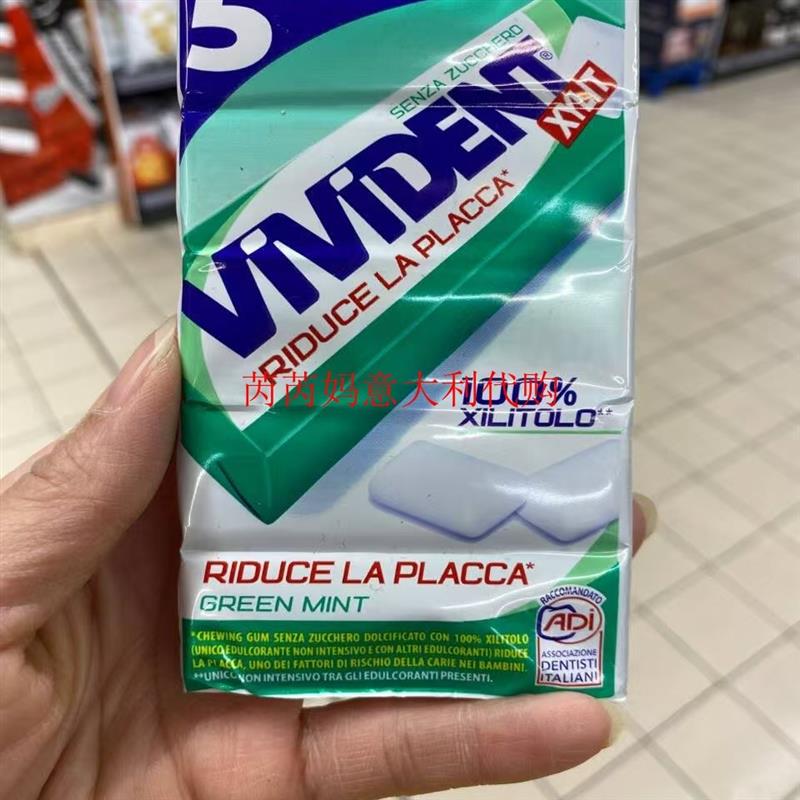 5
SENZA ZUCCHERO
ViViDENT®
XYLIT
RIDUCE LA PLACCA*
芮芮妈意大利代购
100%
XILITOLO**
RIDUCE LA PLACCA*
GREEN MINT
*CHEWING GUM SENZA ZUCCHERO DOLCIFICATO CON 100% XILITOLO
(UNICO EDULCORANTE NON INTENSIVO E CON ALTRI EDULCORANTI) RIDUCE
LA PLACCA, UNO DEI FATTORI DI RISCHIO DELLA CARIE NEI BAMBINI.
**UNICO NON INTENSIVO TRA GLI EDULCORANTI PRESENTI.
RACCOMANDATO
ADi
ASSOCIAZIONE
DENTISTI
ITALIANI